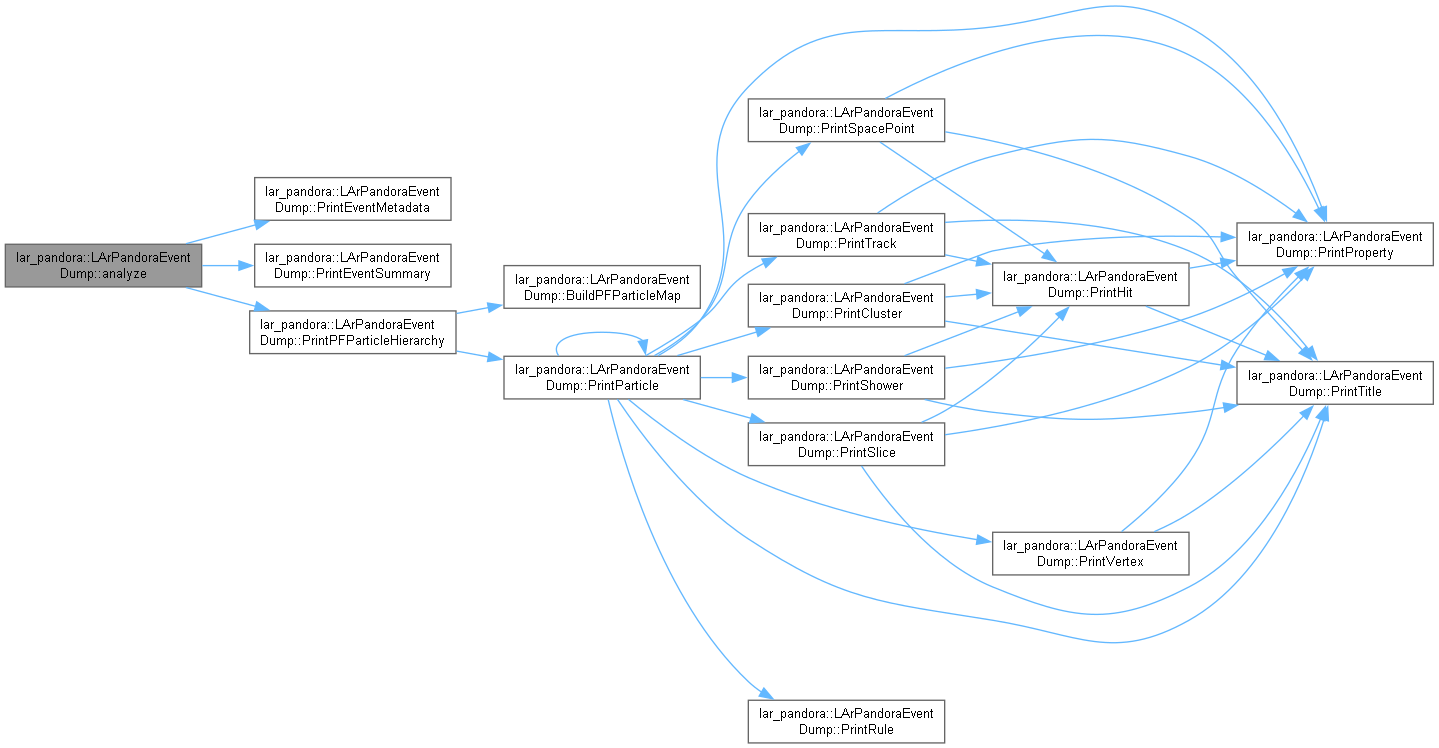 lar_pandora::LArPandoraEvent
Dump::analyze
lar_pandora::LArPandoraEvent
Dump::PrintEventMetadata
lar_pandora::LArPandoraEvent
Dump::PrintEventSummary
lar_pandora::LArPandoraEvent
Dump::PrintPFParticleHierarchy
lar_pandora::LArPandoraEvent
Dump::BuildPFParticleMap
lar_pandora::LArPandoraEvent
Dump::PrintParticle
lar_pandora::LArPandoraEvent
Dump::PrintSpacePoint
lar_pandora::LArPandoraEvent
Dump::PrintTrack
lar_pandora::LArPandoraEvent
Dump::PrintCluster
lar_pandora::LArPandoraEvent
Dump::PrintShower
lar_pandora::LArPandoraEvent
Dump::PrintSlice
lar_pandora::LArPandoraEvent
Dump::PrintRule
lar_pandora::LArPandoraEvent
Dump::PrintHit
lar_pandora::LArPandoraEvent
Dump::PrintVertex
lar_pandora::LArPandoraEvent
Dump::PrintProperty
lar_pandora::LArPandoraEvent
Dump::PrintTitle